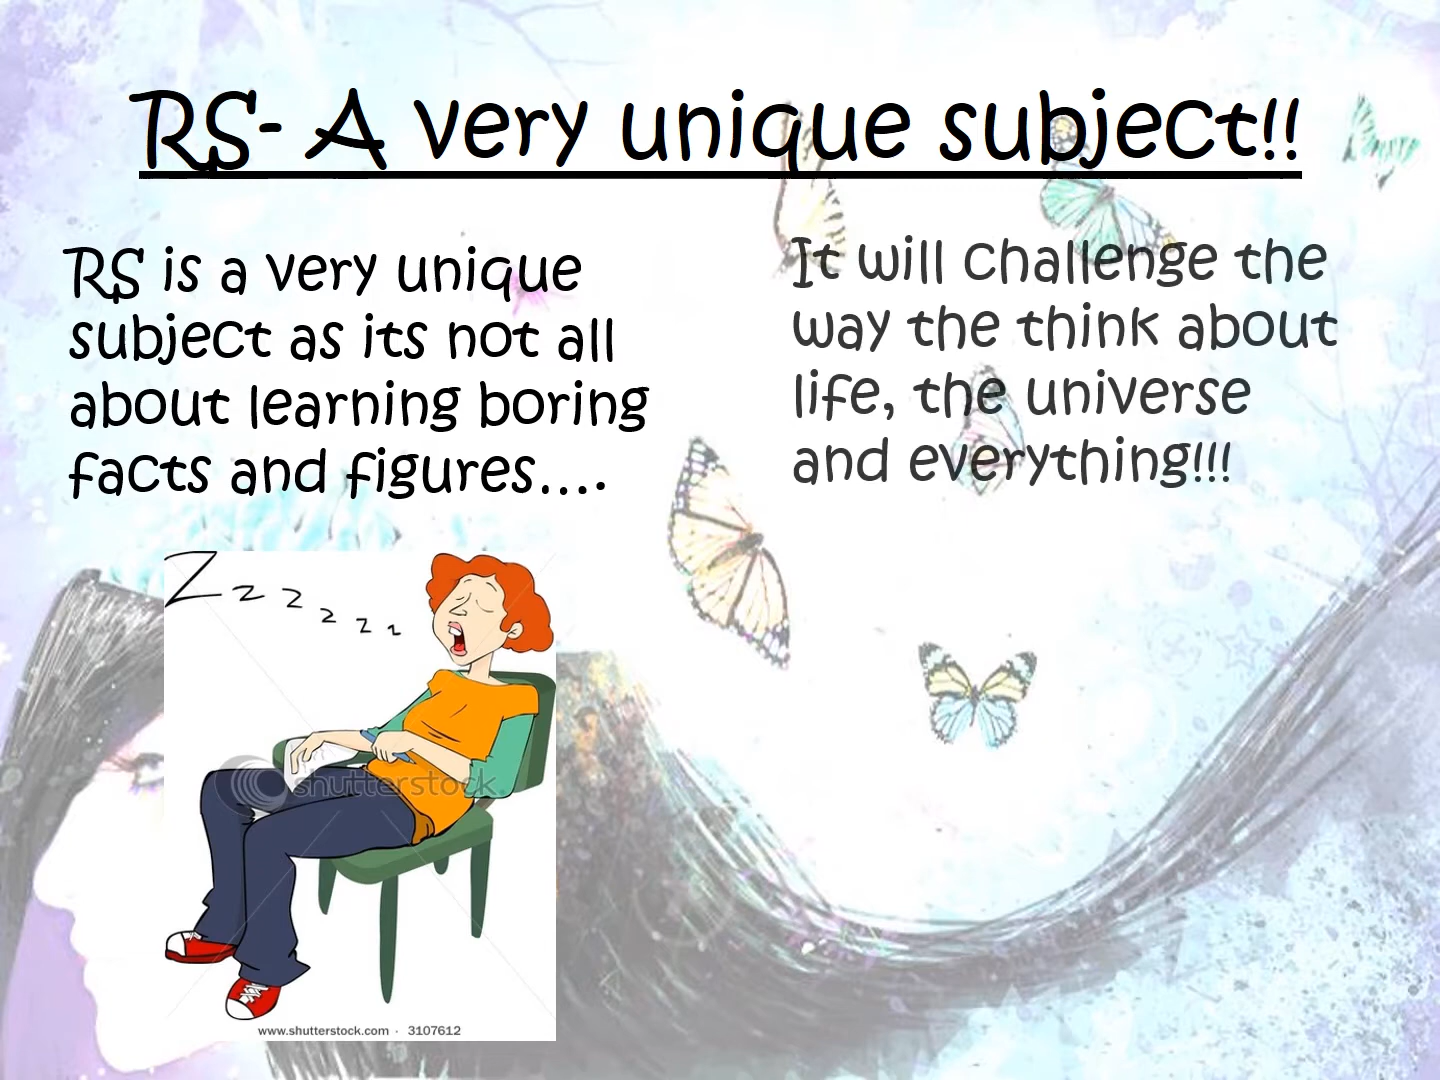 RS- A very unique subject!!
RS is a very unique
subject as its not all
about learning boring
facts and figures....
It will challenge the
way the think about
life, the universe
and everything!!!
Zzzzzz
shutterstock
www.shutterstock.com · 3107612